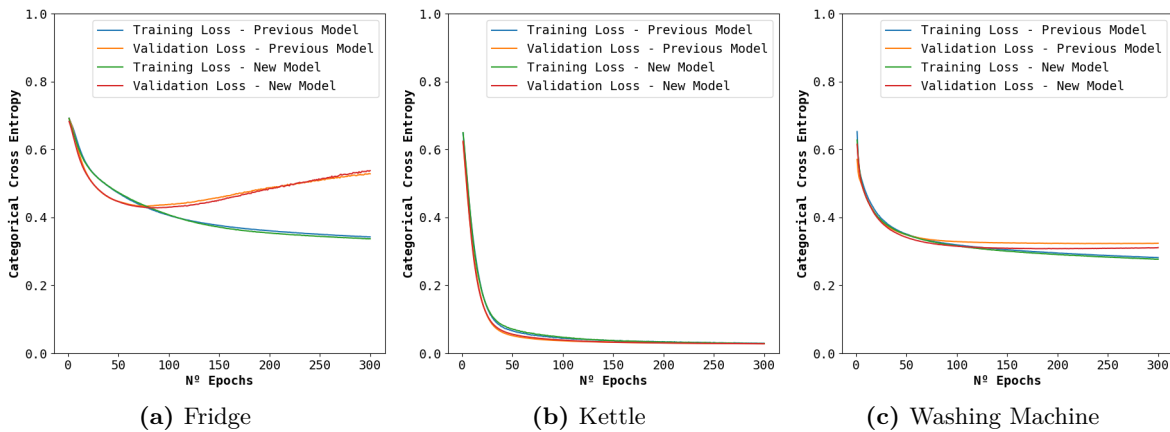 1.0
0.8
0.6
0.4
0.2
0.0
Categorical Cross Entropy
Training Loss - Previous Model
Validation Loss - Previous Model
Training Loss - New Model
Validation Loss - New Model
0 50 100 150 200 250 300
Nº Epochs
(a) Fridge
1.0
0.8
0.6
0.4
0.2
0.0
Categorical Cross Entropy
Training Loss - Previous Model
Validation Loss - Previous Model
Training Loss - New Model
Validation Loss - New Model
0 50 100 150 200 250 300
Nº Epochs
(b) Kettle
1.0
0.8
0.6
0.4
0.2
0.0
Categorical Cross Entropy
Training Loss - Previous Model
Validation Loss - Previous Model
Training Loss - New Model
Validation Loss - New Model
0 50 100 150 200 250 300
Nº Epochs
(c) Washing Machine